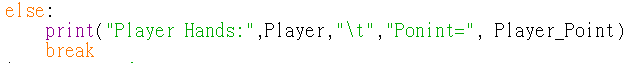 else:
    print("Player Hands:",Player,"\t","Ponint=", Player_Point)
    break